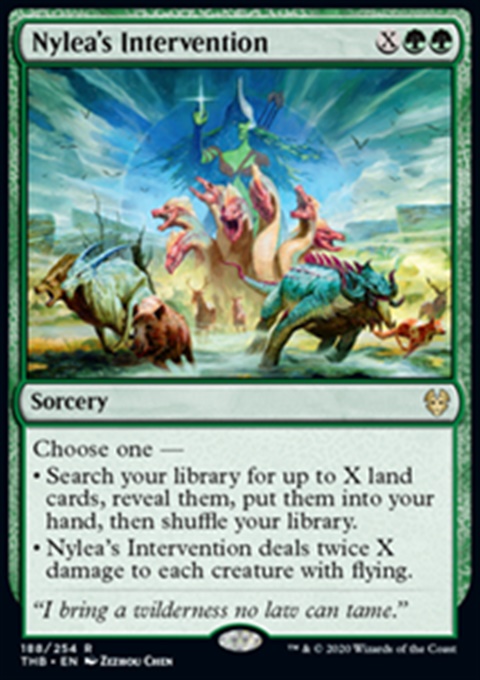 Nylea's Intervention X
Sorcery
Choose one —
• Search your library for up to X land
cards, reveal them, put them into your
hand, then shuffle your library.
• Nylea's Intervention deals twice X
damage to each creature with flying.
"I bring a wilderness no law can tame."
188/254 R
™ & © 2020 Wizards of the Coast
THB • EN Zezhou Chen